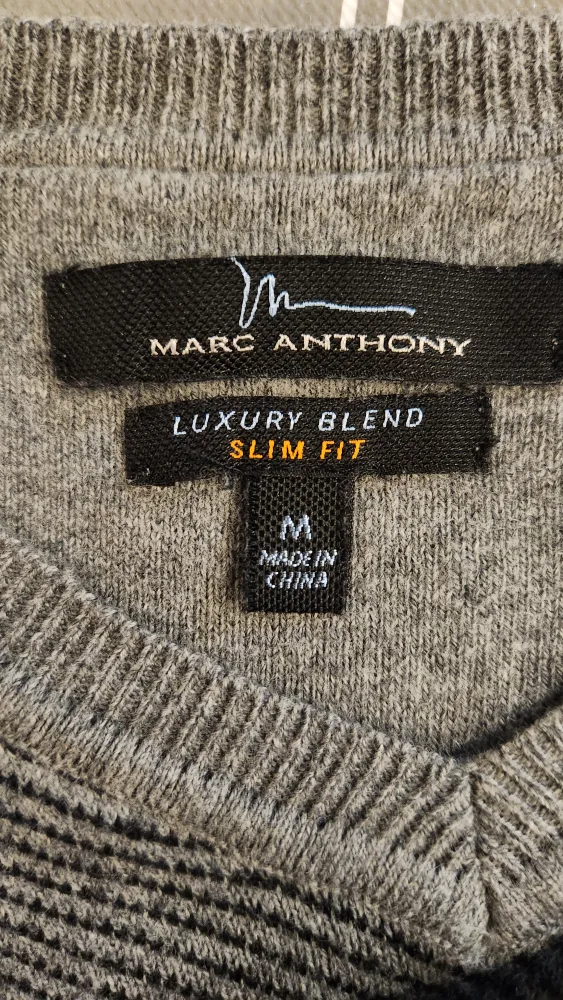 MARC ANTHONY
LUXURY BLEND
SLIM FIT
M
MADE IN
CHINA